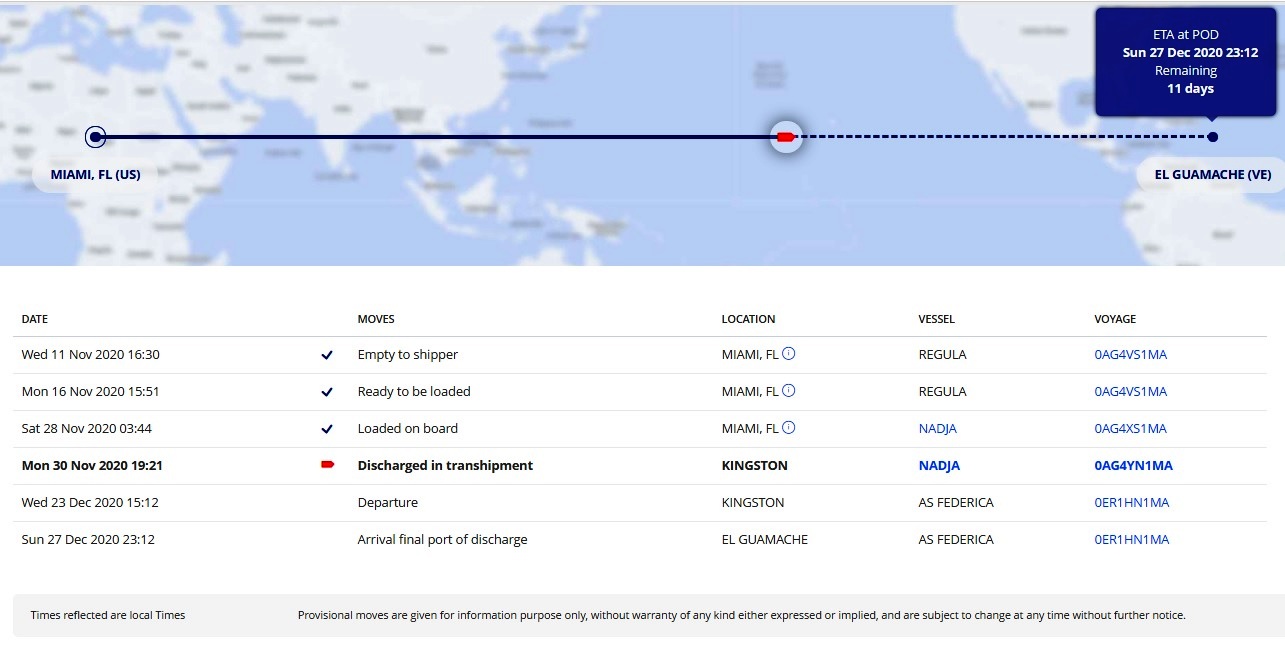 ETA at POD
Sun 27 Dec 2020 23:12
Remaining
11 days
MIAMI, FL (US)
EL GUAMACHE (VE)
DATE MOVES LOCATION VESSEL VOYAGE
Wed 11 Nov 2020 16:30 Empty to shipper MIAMI, FL REGULA 0AG4VS1MA
Mon 16 Nov 2020 15:51 Ready to be loaded MIAMI, FL REGULA 0AG4VS1MA
Sat 28 Nov 2020 03:44 Loaded on board MIAMI, FL NADJA 0AG4XS1MA
Mon 30 Nov 2020 19:21 Discharged in transhipment KINGSTON NADJA 0AG4YN1MA
Wed 23 Dec 2020 15:12 Departure KINGSTON AS FEDERICA 0ER1HN1MA
Sun 27 Dec 2020 23:12 Arrival final port of discharge EL GUAMACHE AS FEDERICA 0ER1HN1MA
Times reflected are local Times Provisional moves are given for information purpose only, without warranty of any kind either expressed or implied, and are subject to change at any time without further notice.